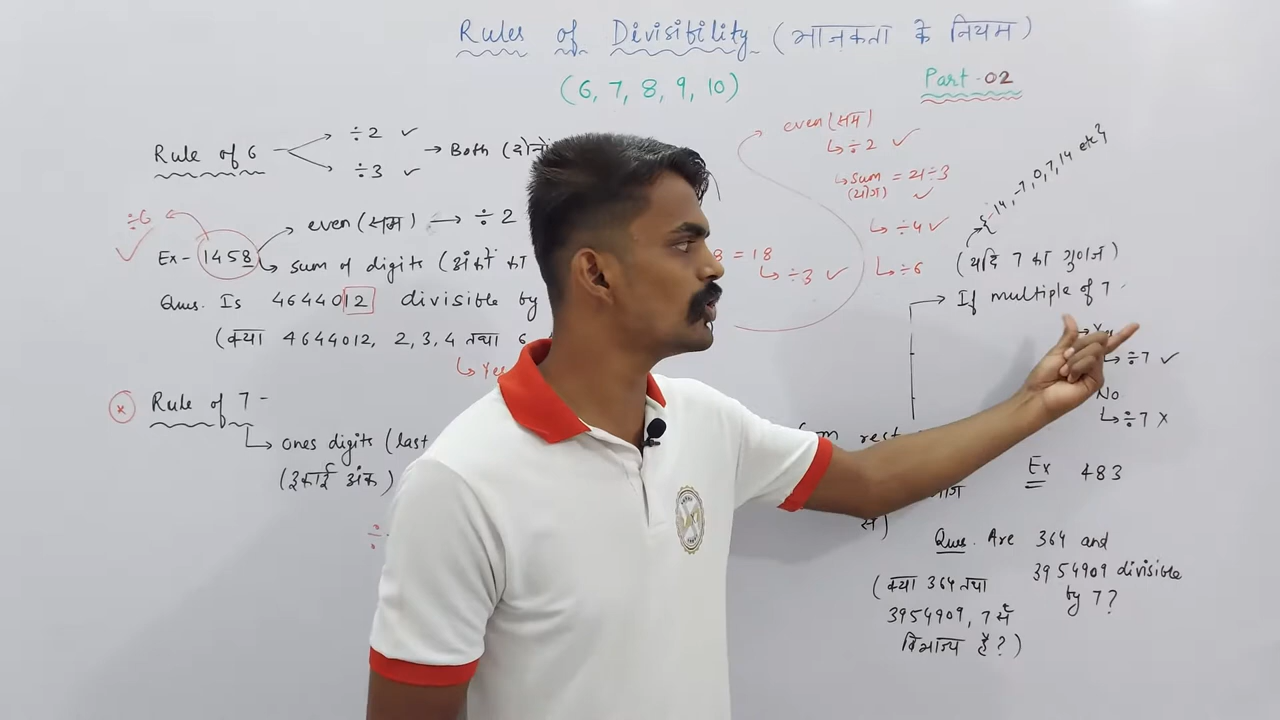 Rules of Divisibility (भाजकता के नियम)
(6, 7, 8, 9, 10)
Part-02
Rule of 6
÷2 ✓
÷3 ✓
→ Both (दोनों
÷6
✓
Ex- 1458
even (सम) → ÷2
sum of digits (अंकों का
Ques. Is 4644012 divisible by
(क्या 4644012, 2, 3, 4 तथा 6
↳ Yes
8 = 18
↳ ÷3 ✓
even (सम)
↳ ÷2 ✓
↳ sum = 21 ÷3
(योग) ✓
↳ ÷4 ✓
↳ ÷6
x Rule of 7 -
ones digits (last
(इकाई अंक)
÷
from rest
से)
{-14, -7, 0, 7, 14 etc}
(यदि 7 का गुणज)
→ If multiple of 7 -
↳ ÷7 ✓
No
↳ ÷7 x
Ex 483
Ques. Are 364 and
3954909 divisible
by 7?
(क्या 364 तथा
3954909, 7 से
विभाज्य हैं?)